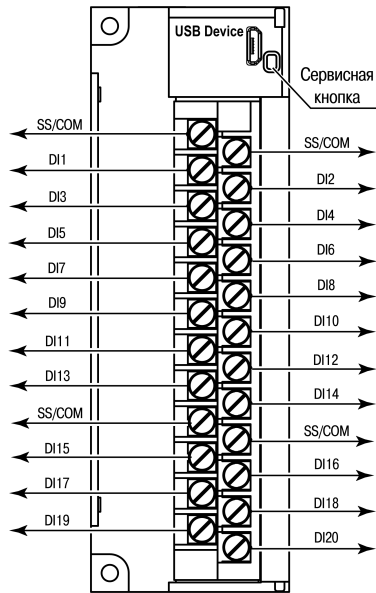 USB Device
Сервисная
кнопка
SS/COM
SS/COM
DI1
DI2
DI3
DI4
DI5
DI6
DI7
DI8
DI9
DI10
DI11
DI12
DI13
DI14
SS/COM
SS/COM
DI15
DI16
DI17
DI18
DI19
DI20